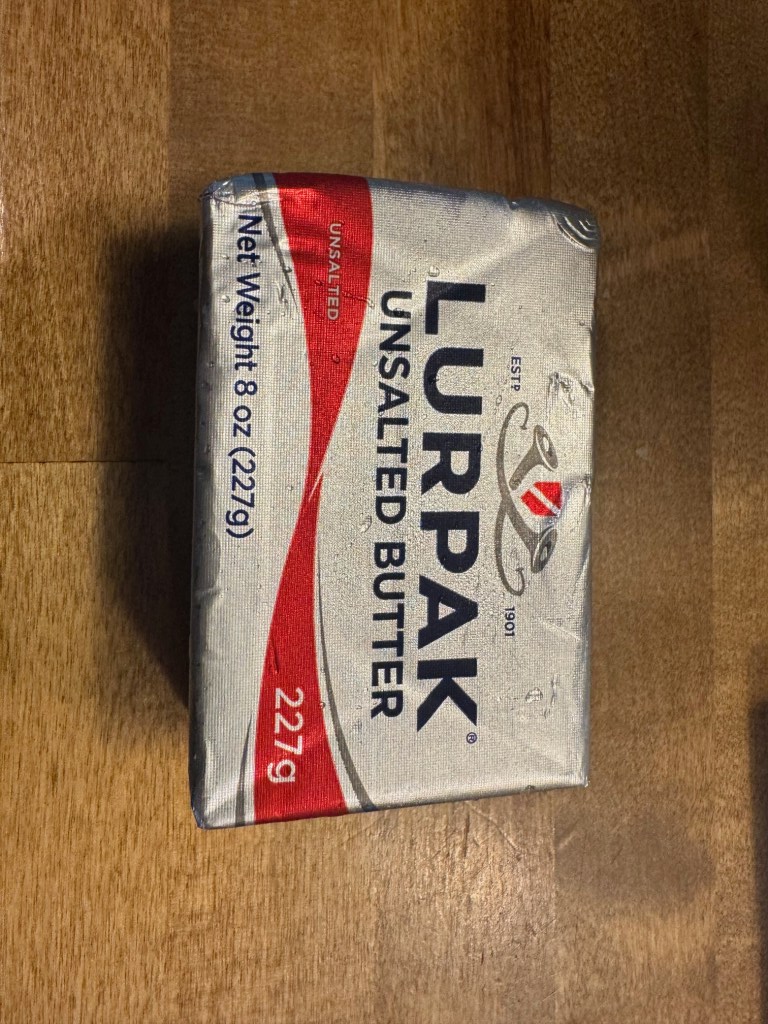 ESTD 1901
LURPAK®
UNSALTED BUTTER
UNSALTED
227g
Net Weight 8 oz (227g)